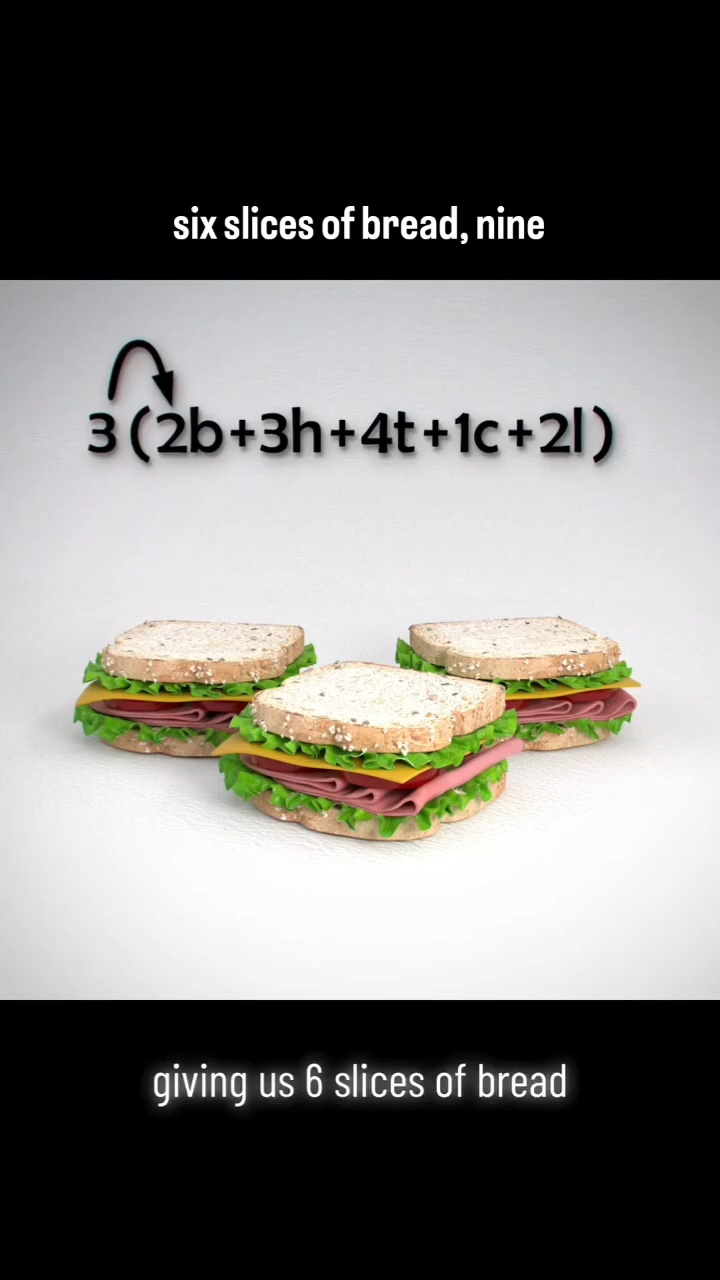 six slices of bread, nine
3(2b+3h+4t+1c+2l)
giving us 6 slices of bread